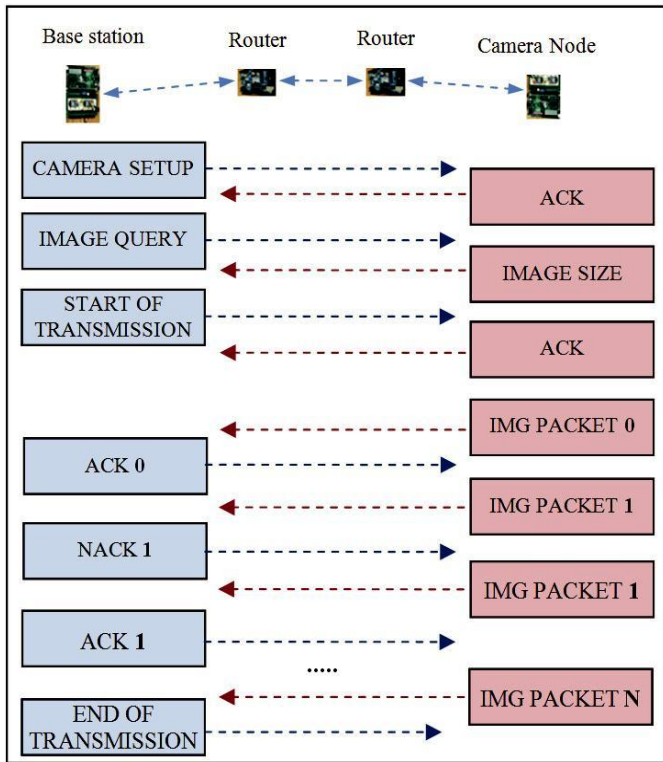 Base station
Router
Router
Camera Node
CAMERA SETUP
ACK
IMAGE QUERY
IMAGE SIZE
START OF
TRANSMISSION
ACK
IMG PACKET 0
ACK 0
IMG PACKET 1
NACK 1
IMG PACKET 1
ACK 1
.....
IMG PACKET N
END OF
TRANSMISSION